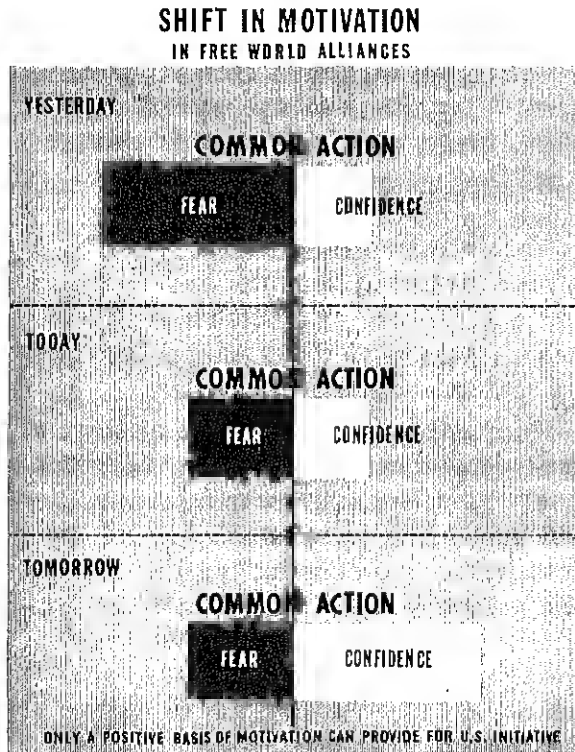 SHIFT IN MOTIVATION
IN FREE WORLD ALLIANCES
YESTERDAY
COMMON ACTION
FEAR CONFIDENCE
TODAY
COMMON ACTION
FEAR CONFIDENCE
TOMORROW
COMMON ACTION
FEAR CONFIDENCE
ONLY A POSITIVE BASIS OF MOTIVATION CAN PROVIDE FOR U.S. INITIATIVE